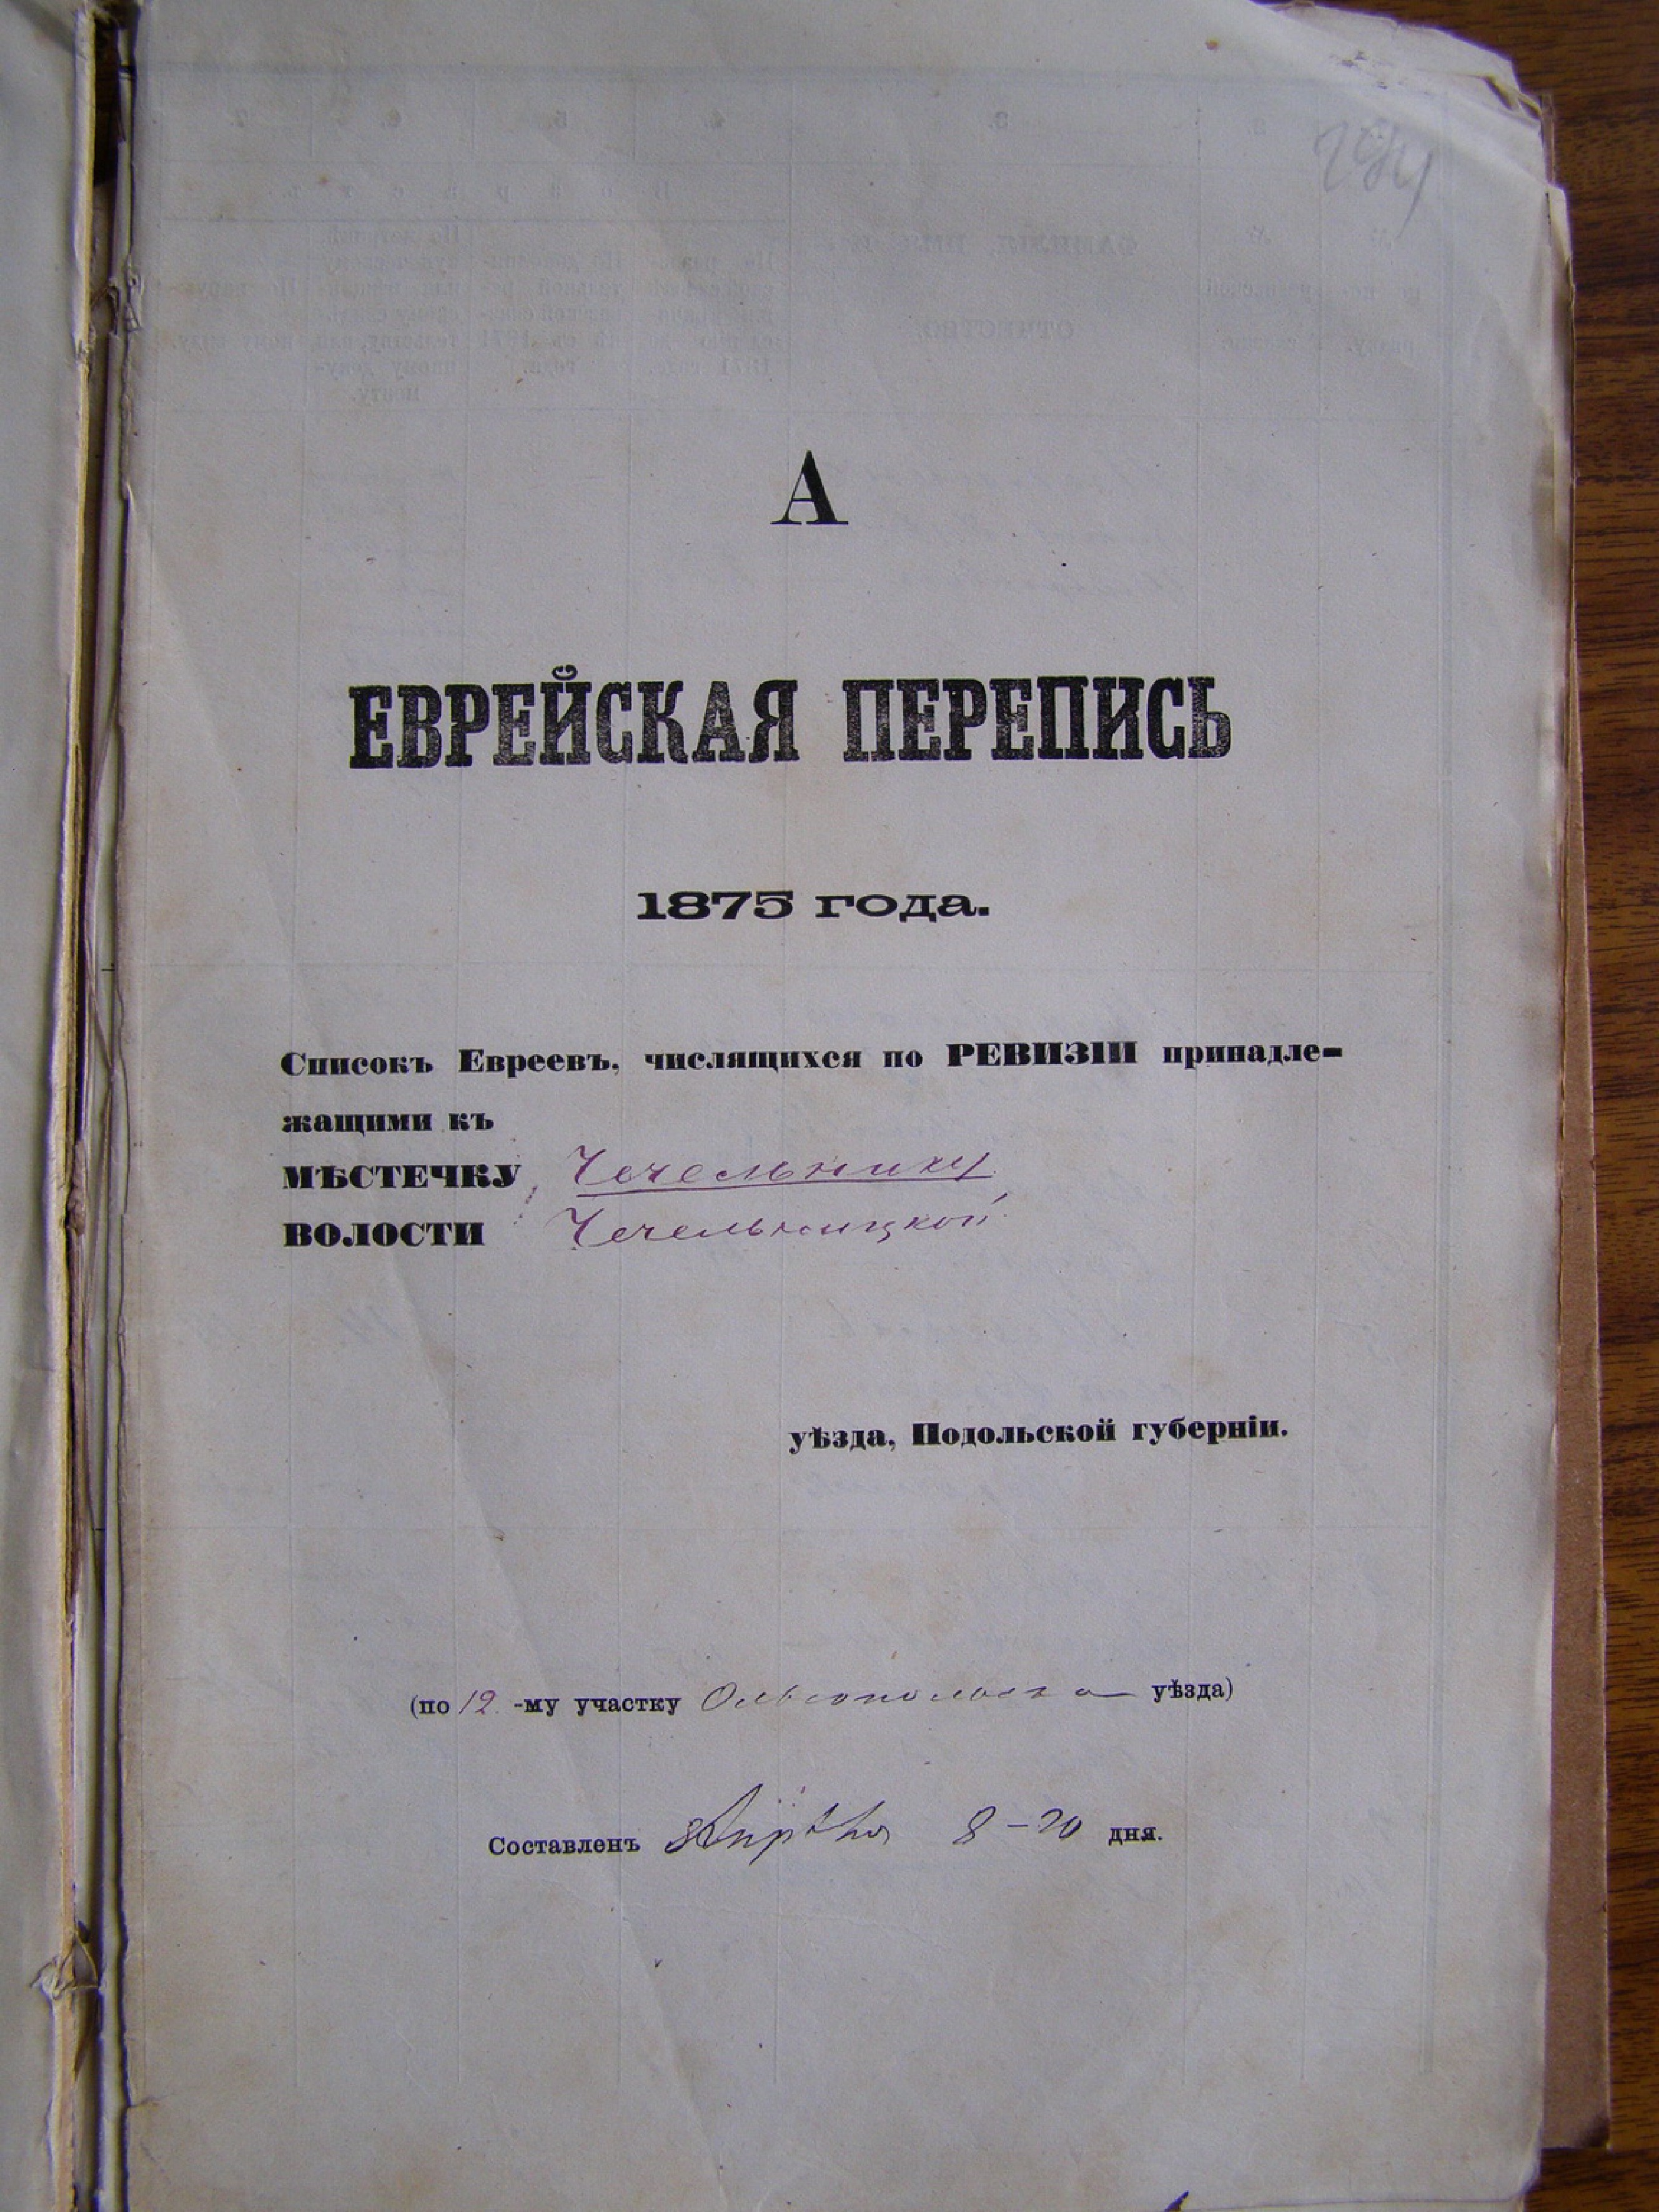 А
ЕВРЕЙСКАЯ ПЕРЕПИСЬ
1875 года.
Списокъ Евреевъ, числящихся по РЕВИЗІИ принадле-
жащими къ
МѢСТЕЧКУ Чечельнику
ВОЛОСТИ Чечельницкой
уѣзда, Подольской губерніи.
(по 12-му участку Ольгопольска уѣзда)
Составленъ Апрѣля 8–20 дня.